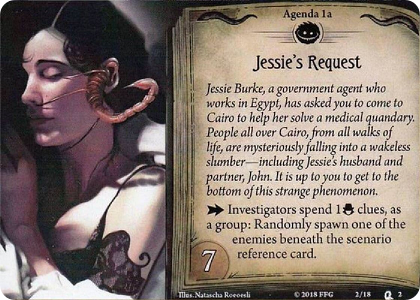 Agenda 1a
Jessie's Request
Jessie Burke, a government agent who
works in Egypt, has asked you to come to
Cairo to help her solve a medical quandary.
People all over Cairo, from all walks of
life, are mysteriously falling into a wakeless
slumber—including Jessie's husband and
partner, John. It is up to you to get to the
bottom of this strange phenomenon.
Investigators spend 1 clues, as
a group: Randomly spawn one of the
enemies beneath the scenario
reference card.
7
Illus. Natascha
© 2018 FFG
2/18
2